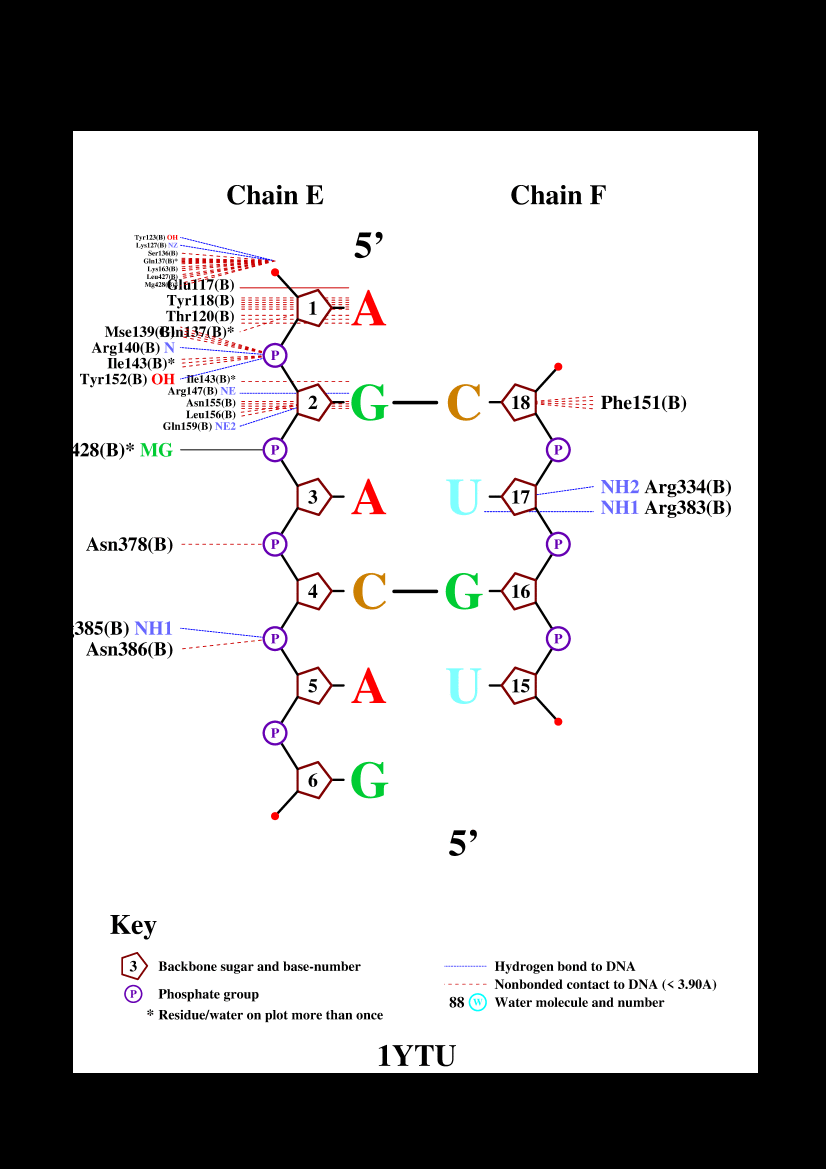 Chain E
Chain F
5’
Tyr123(B) OH
Lys127(B) NZ
Ser136(B)
Gln137(B)*
Lys163(B)
Leu427(B)
Glu117(B)
Tyr118(B)
Thr120(B)
Mse139(B)
Gln137(B)*
Arg140(B) N
Ile143(B)*
Tyr152(B) OH
Ile143(B)*
Arg147(B) NE
Asn155(B)
Leu156(B)
Gln159(B) NE2
428(B)* MG
Asn378(B)
385(B) NH1
Asn386(B)
1 A
P
2 G C 18 Phe151(B)
P P
NH2 Arg334(B)
3 A U 17
NH1 Arg383(B)
P P
4 C G 16
P P
5 A U 15
P
6 G
5’
Key
3 Backbone sugar and base-number
P Phosphate group
* Residue/water on plot more than once
Hydrogen bond to DNA
Nonbonded contact to DNA (< 3.90A)
88 W Water molecule and number
1YTU